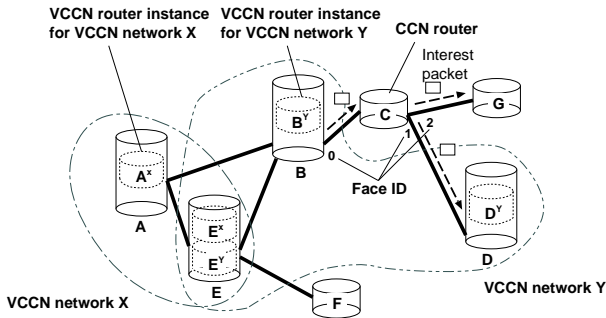 VCCN router instance
for VCCN network X
VCCN router instance
for VCCN network Y
CCN router
Interest
packet
B^Y
C
G
0
1
2
B
Face ID
A^X
A
E^X
E^Y
E
D^Y
D
F
VCCN network X
VCCN network Y